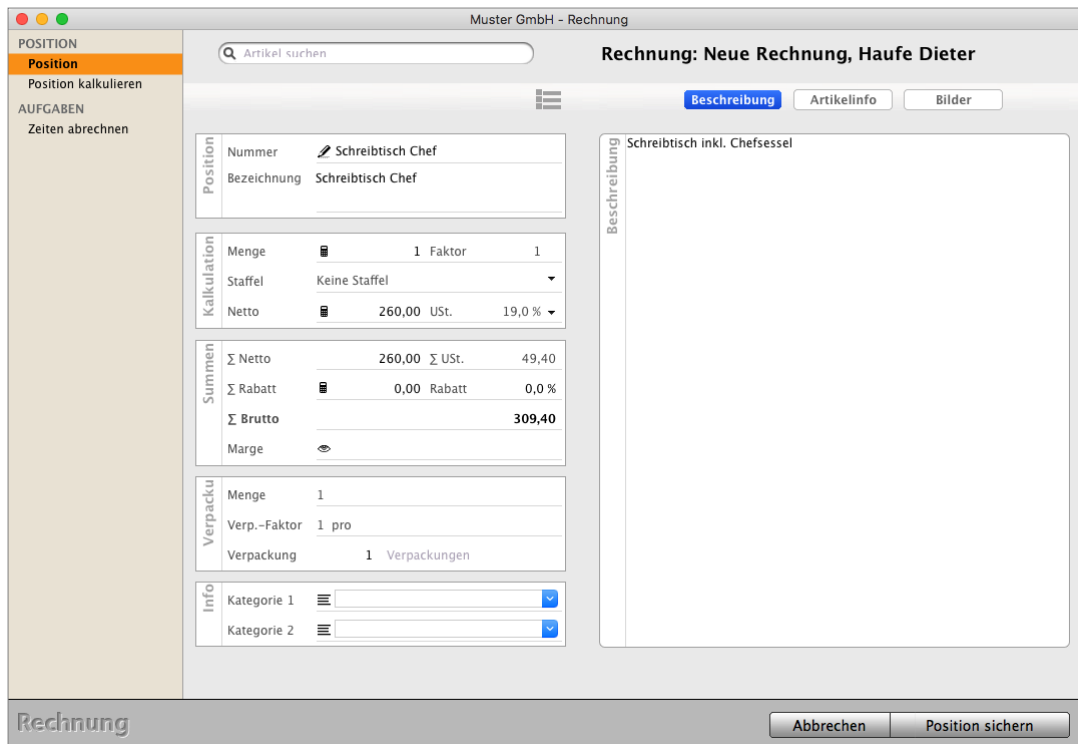 Muster GmbH - Rechnung
POSITION
Position
Position kalkulieren
AUFGABEN
Zeiten abrechnen
Artikel suchen
Rechnung: Neue Rechnung, Haufe Dieter
Beschreibung Artikelinfo Bilder
Position
Nummer Schreibtisch Chef
Bezeichnung Schreibtisch Chef
Kalkulation
Menge 1 Faktor 1
Staffel Keine Staffel
Netto 260,00 USt. 19,0 %
Summen
Σ Netto 260,00 Σ USt. 49,40
Σ Rabatt 0,00 Rabatt 0,0 %
Σ Brutto 309,40
Marge
Verpacku
Menge 1
Verp.-Faktor 1 pro
Verpackung 1 Verpackungen
Info
Kategorie 1
Kategorie 2
Beschreibung
Schreibtisch inkl. Chefsessel
Rechnung
Abbrechen Position sichern